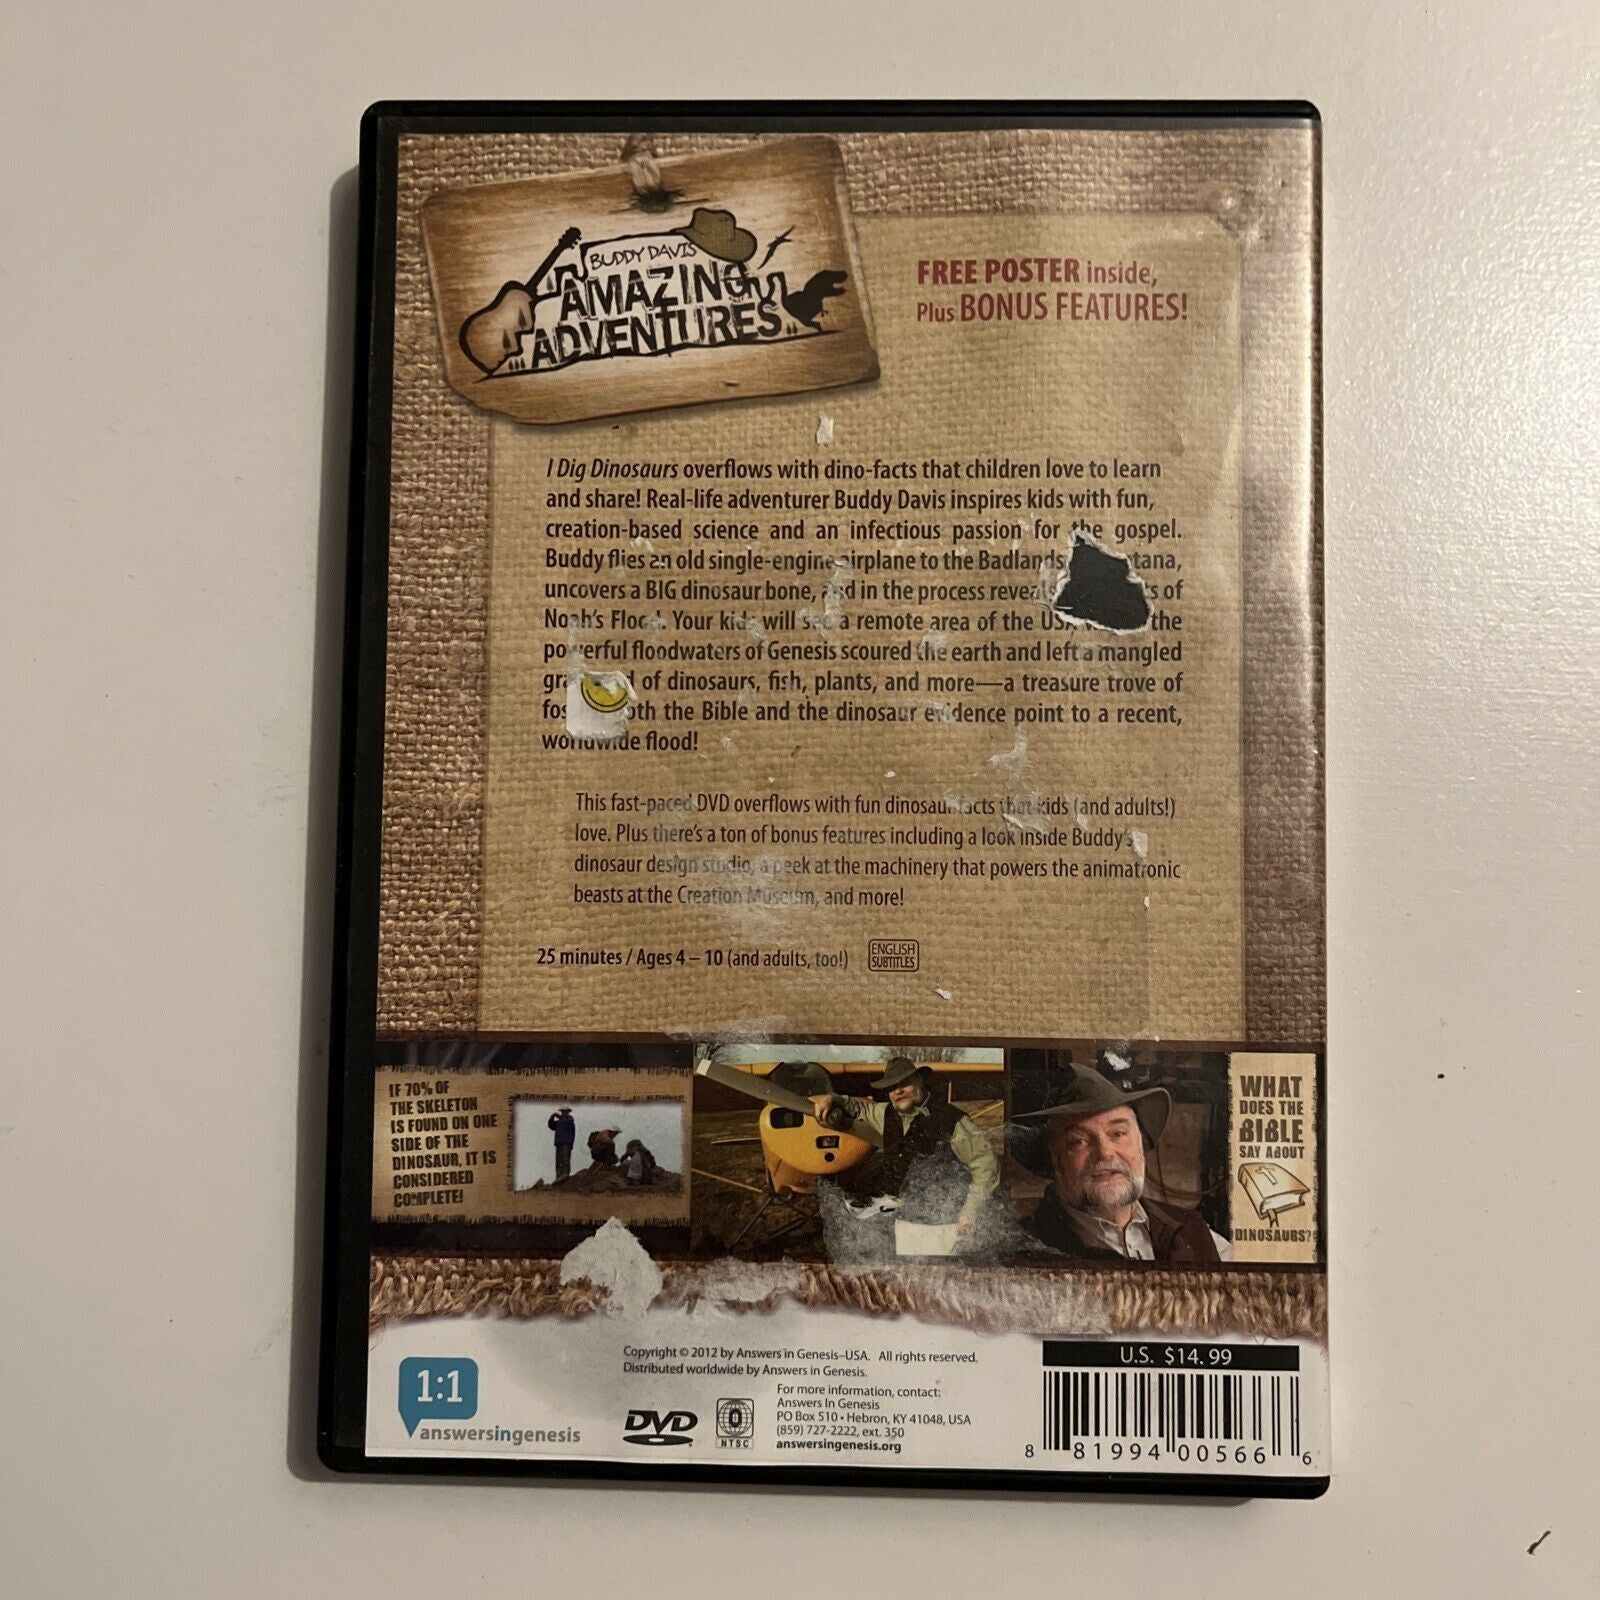 BUDDY DAVIS
AMAZING
ADVENTURES
FREE POSTER inside,
Plus BONUS FEATURES!
I Dig Dinosaurs overflows with dino-facts that children love to learn
and share! Real-life adventurer Buddy Davis inspires kids with fun,
creation-based science and an infectious passion for the gospel.
Buddy flies an old single-engine airplane to the Badlands
uncovers a BIG dinosaur bone, and in the process of
Noah's Flood. Your kids will see a remote area of the USA the
powerful floodwaters of Genesis scoured the earth and left a mangled
of dinosaurs, fish, plants, and more—a treasure trove of
the Bible and the dinosaur evidence point to a recent,
worldwide flood!
This fast-paced DVD overflows with fun dinosaur facts that kids (and adults!)
love. Plus there's a ton of bonus features including a look inside Buddy's
dinosaur design studio, a peek at the machinery that powers the animatronic
beasts at the Creation Museum, and more!
25 minutes / Ages 4 – 10 (and adults, too!)
ENGLISH
SUBTITLES
IF 70% OF
THE SKELETON
IS FOUND ON ONE
SIDE OF THE
DINOSAUR, IT IS
CONSIDERED
COMPLETE!
WHAT
DOES THE
BIBLE
SAY ABOUT
DINOSAURS?
1:1
answersingenesis
Copyright © 2012 by Answers in Genesis–USA. All rights reserved.
Distributed worldwide by Answers in Genesis.
DVD
0
NTSC
For more information, contact:
Answers In Genesis
PO Box 510 • Hebron, KY 41048, USA
(859) 727-2222, ext. 350
answersingenesis.org
U.S. $14.99
8 81994 00566 6